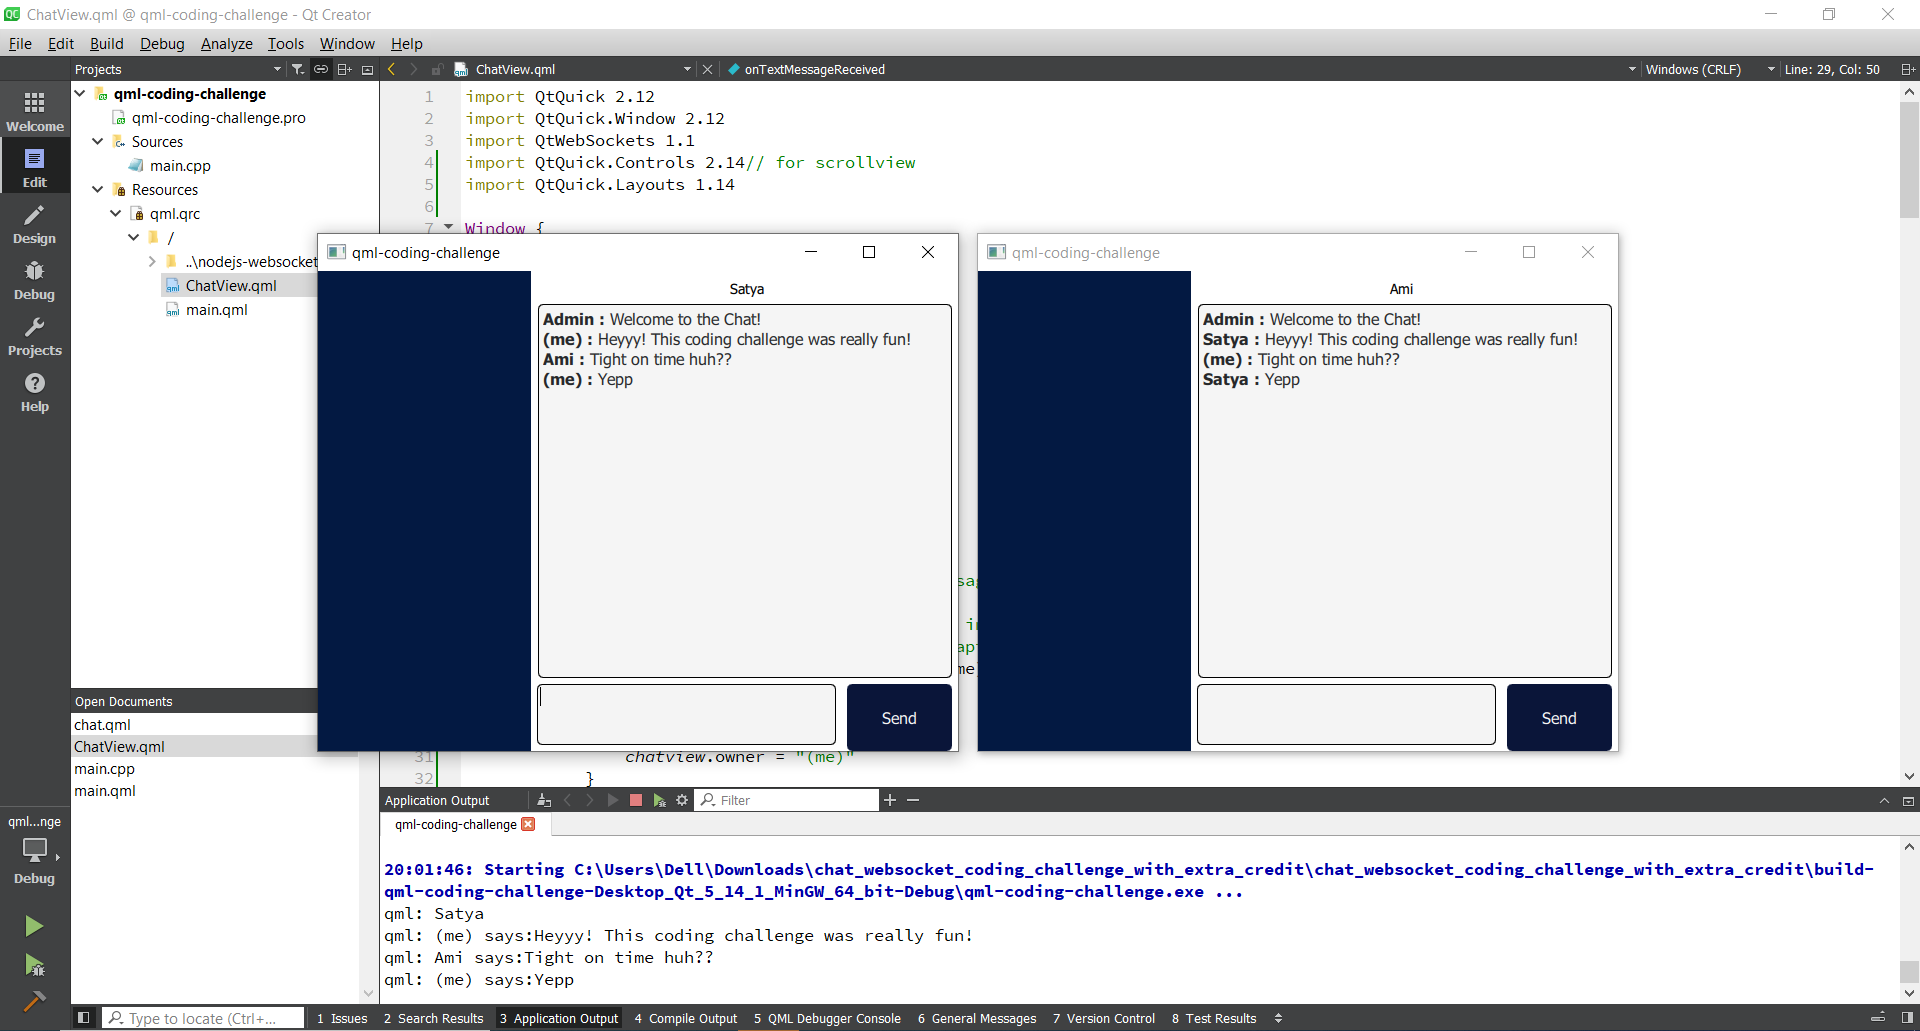 ChatView.qml @ qml-coding-challenge - Qt Creator
File Edit Build Debug Analyze Tools Window Help
Projects
ChatView.qml
onTextMessageReceived
Windows (CRLF)
Line: 29, Col: 50
Welcome
Edit
Design
Debug
Projects
Help
qml-coding-challenge
qml-coding-challenge.pro
Sources
main.cpp
Resources
qml.qrc
/
..\nodejs-websocket
ChatView.qml
main.qml
1 import QtQuick 2.12
2 import QtQuick.Window 2.12
3 import QtWebSockets 1.1
4 import QtQuick.Controls 2.14// for scrollview
5 import QtQuick.Layouts 1.14
6
7 Window {
qml-coding-challenge
Satya
Admin : Welcome to the Chat!
(me) : Heyyy! This coding challenge was really fun!
Ami : Tight on time huh??
(me) : Yepp
Send
qml-coding-challenge
Ami
Admin : Welcome to the Chat!
Satya : Heyyy! This coding challenge was really fun!
(me) : Tight on time huh??
Satya : Yepp
Send
31 chatview.owner = "(me)"
32 }
Open Documents
chat.qml
ChatView.qml
main.cpp
main.qml
qml...nge
Debug
Application Output
Filter
qml-coding-challenge
20:01:46: Starting C:\Users\Dell\Downloads\chat_websocket_coding_challenge_with_extra_credit\chat_websocket_coding_challenge_with_extra_credit\build-
qml-coding-challenge-Desktop_Qt_5_14_1_MinGW_64_bit-Debug\qml-coding-challenge.exe ...
qml: Satya
qml: (me) says:Heyyy! This coding challenge was really fun!
qml: Ami says:Tight on time huh??
qml: (me) says:Yepp
Type to locate (Ctrl+...
1 Issues 2 Search Results 3 Application Output 4 Compile Output 5 QML Debugger Console 6 General Messages 7 Version Control 8 Test Results